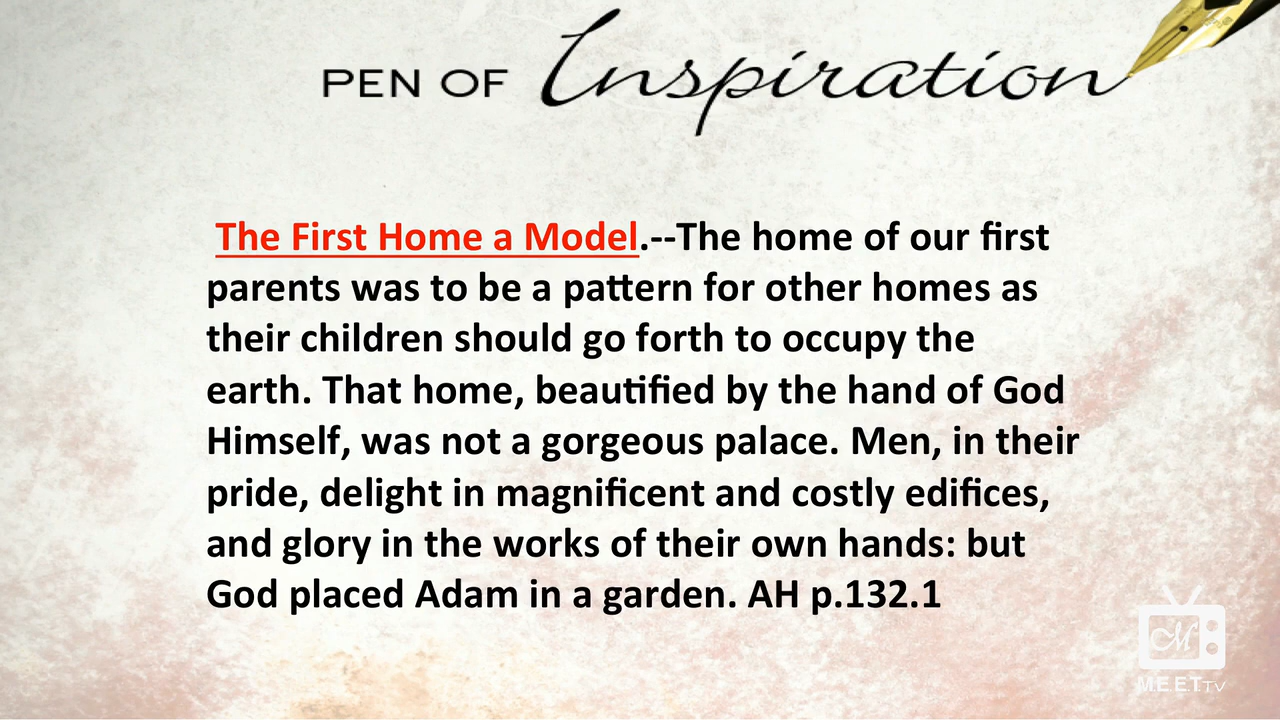 PEN OF Inspiration
The First Home a Model.--The home of our first
parents was to be a pattern for other homes as
their children should go forth to occupy the
earth. That home, beautified by the hand of God
Himself, was not a gorgeous palace. Men, in their
pride, delight in magnificent and costly edifices,
and glory in the works of their own hands: but
God placed Adam in a garden. AH p.132.1
M
M.E.E.T.TV